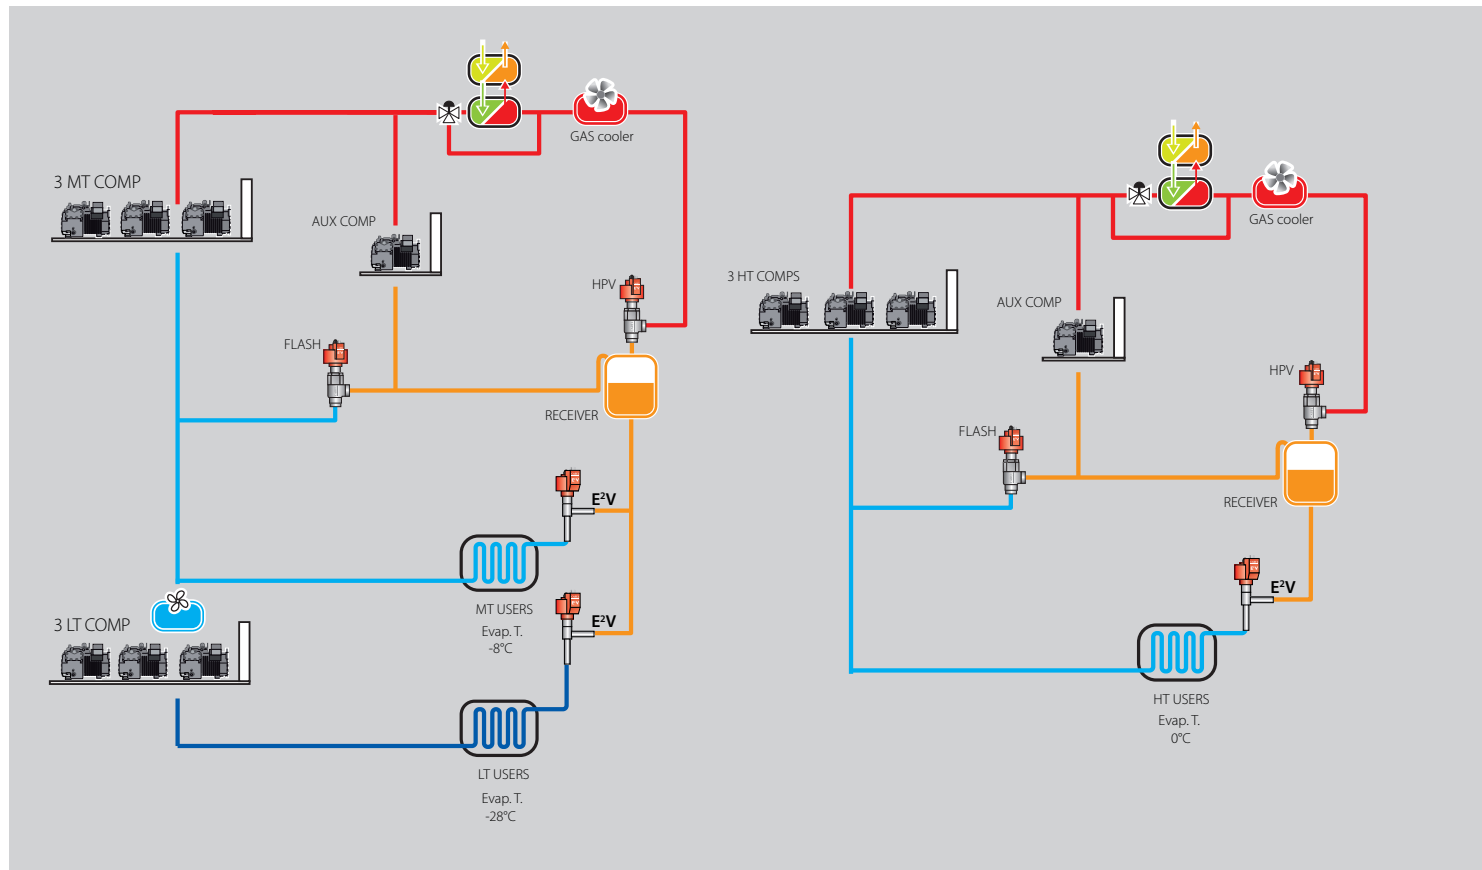 GAS cooler
3 MT COMP
AUX COMP
HPV
FLASH
RECEIVER
E²V
MT USERS
Evap. T.
-8°C
3 LT COMP
E²V
LT USERS
Evap. T.
-28°C
GAS cooler
3 HT COMPS
AUX COMP
HPV
FLASH
RECEIVER
E²V
HT USERS
Evap. T.
0°C